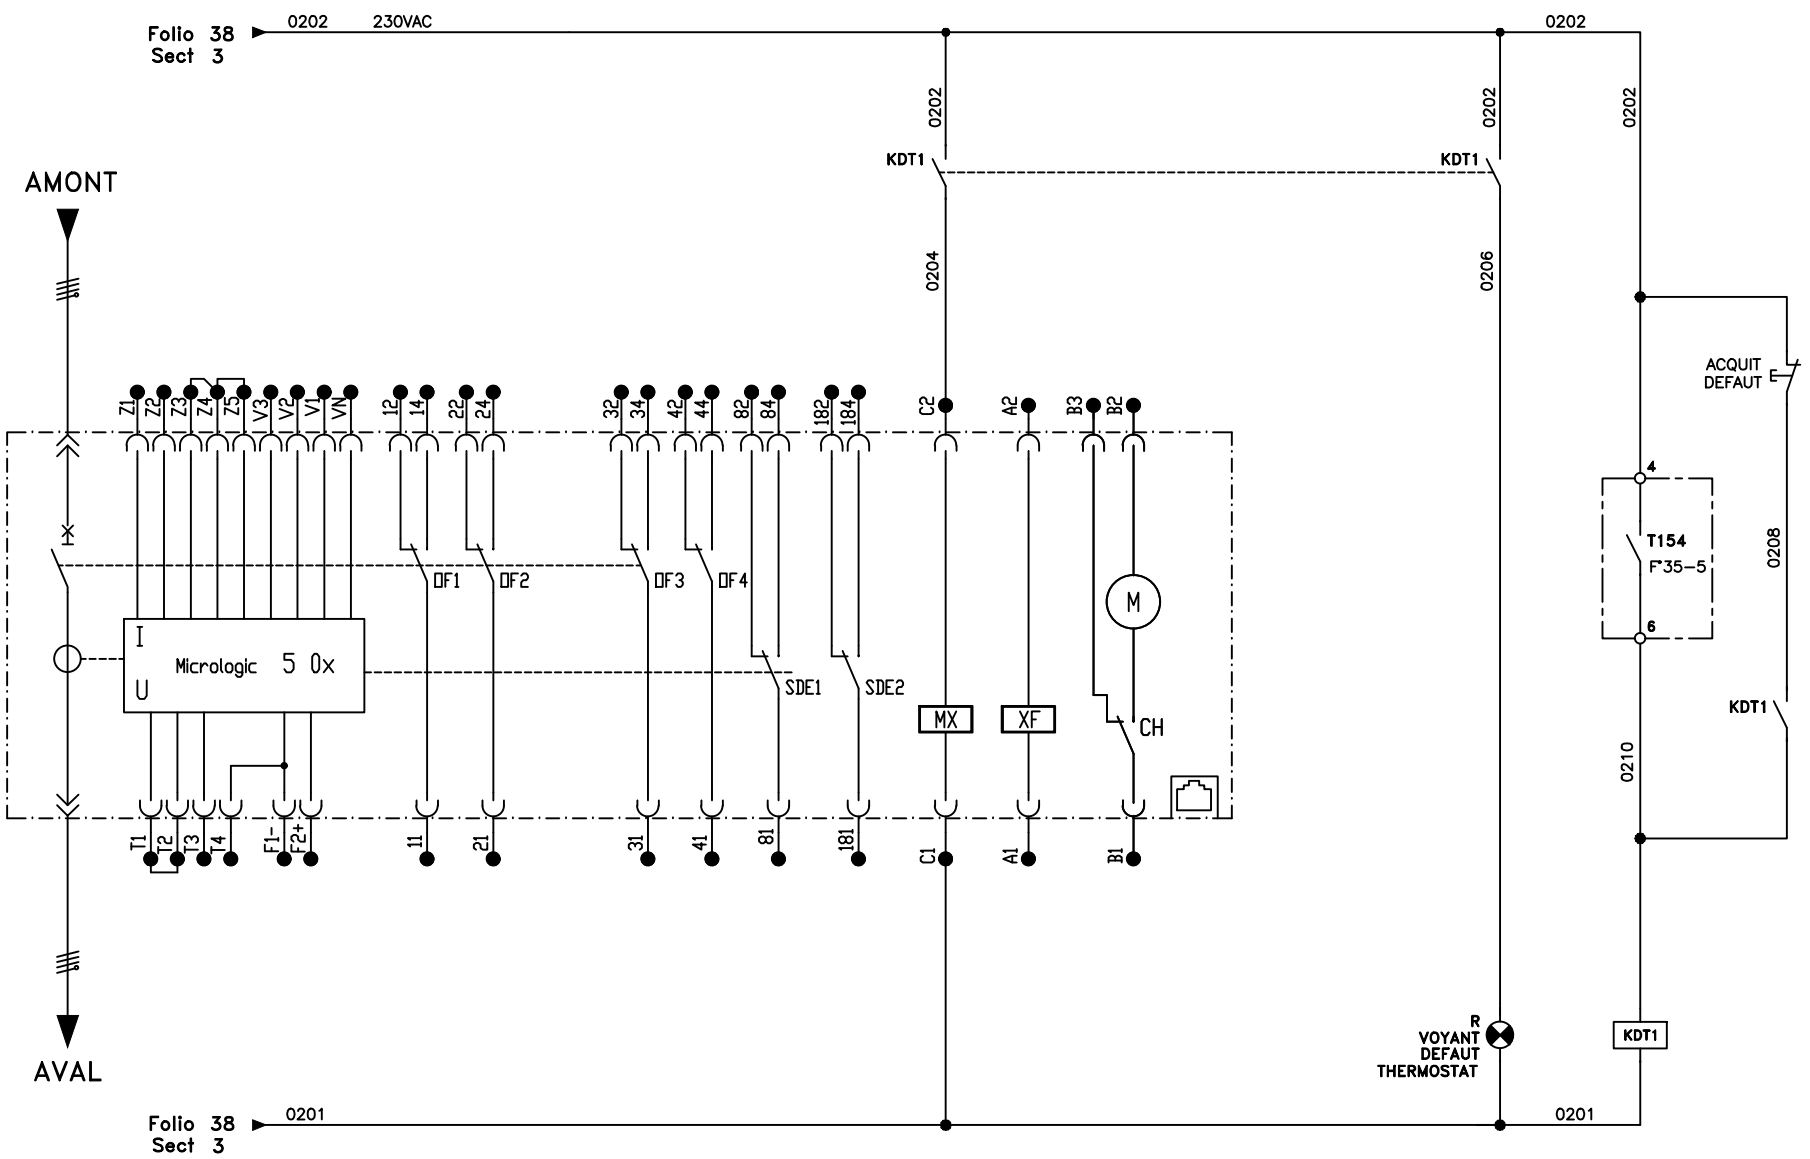 0202 230VAC 0202
Folio 38
Sect 3
0202 0202 0202
KDT1 KDT1
AMONT
0204 0206
ACQUIT
DEFAUT
Z1 Z2 Z3 Z4 Z5 V3 V2 V1 VN 12 14 22 24 32 34 42 44 82 84 182 184 C2 A2 B3 B2
4
T154
F°35-5
0208
OF1 OF2 OF3 OF4
M
6
I
Micrologic 5 0x
U
SDE1 SDE2
MX XF CH
KDT1
0210
T1 T2 T3 T4 F1- F2+ 11 21 31 41 81 181 C1 A1 B1
R
VOYANT
DEFAUT
THERMOSTAT
KDT1
AVAL
0201 0201
Folio 38
Sect 3